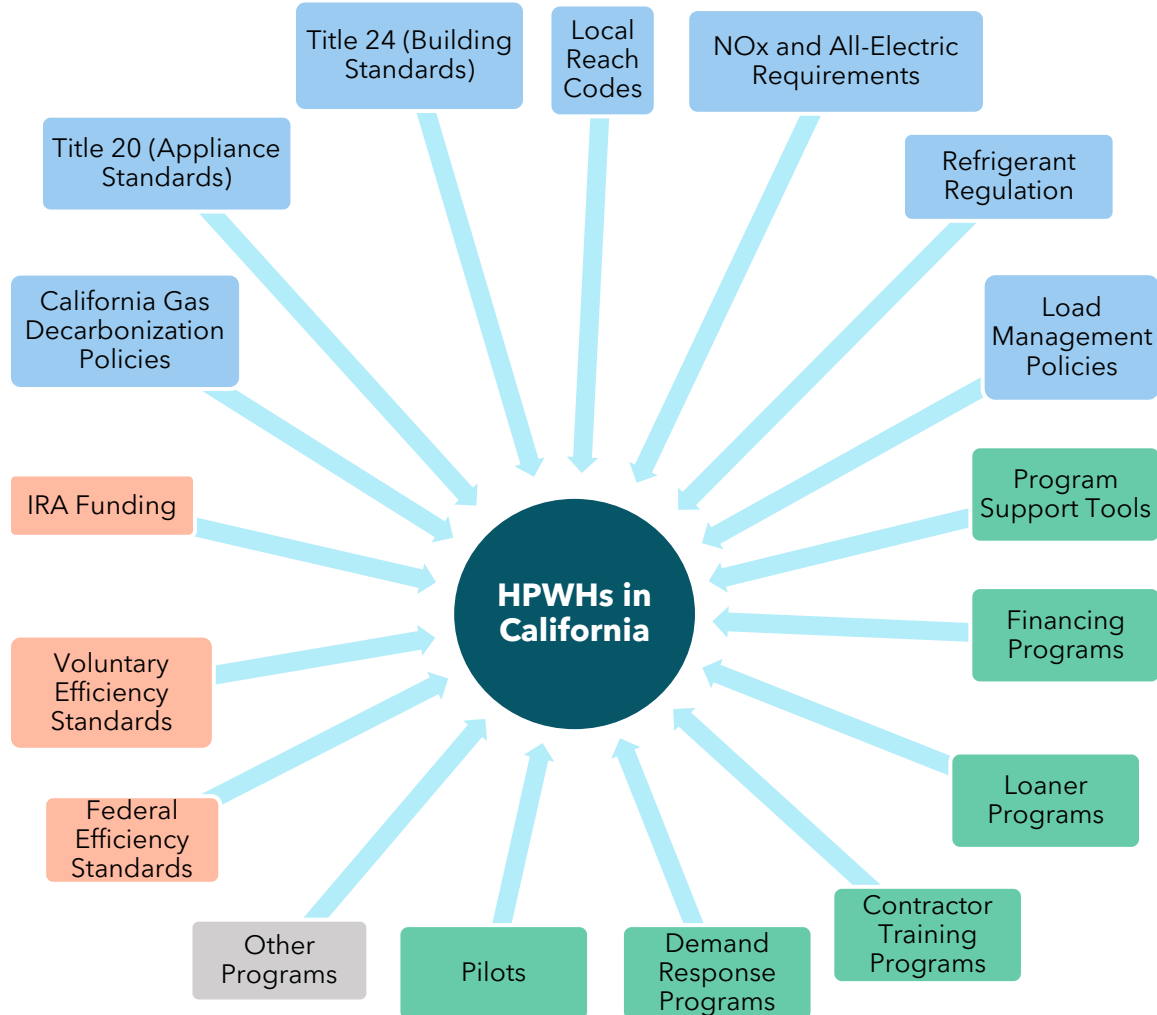 Title 24 (Building
Standards)
Local
Reach
Codes
NOx and All-Electric
Requirements
Title 20 (Appliance
Standards)
Refrigerant
Regulation
California Gas
Decarbonization
Policies
Load
Management
Policies
IRA Funding
Program
Support Tools
HPWHs in
California
Financing
Programs
Voluntary
Efficiency
Standards
Loaner
Programs
Federal
Efficiency
Standards
Contractor
Training
Programs
Other
Programs
Pilots
Demand
Response
Programs